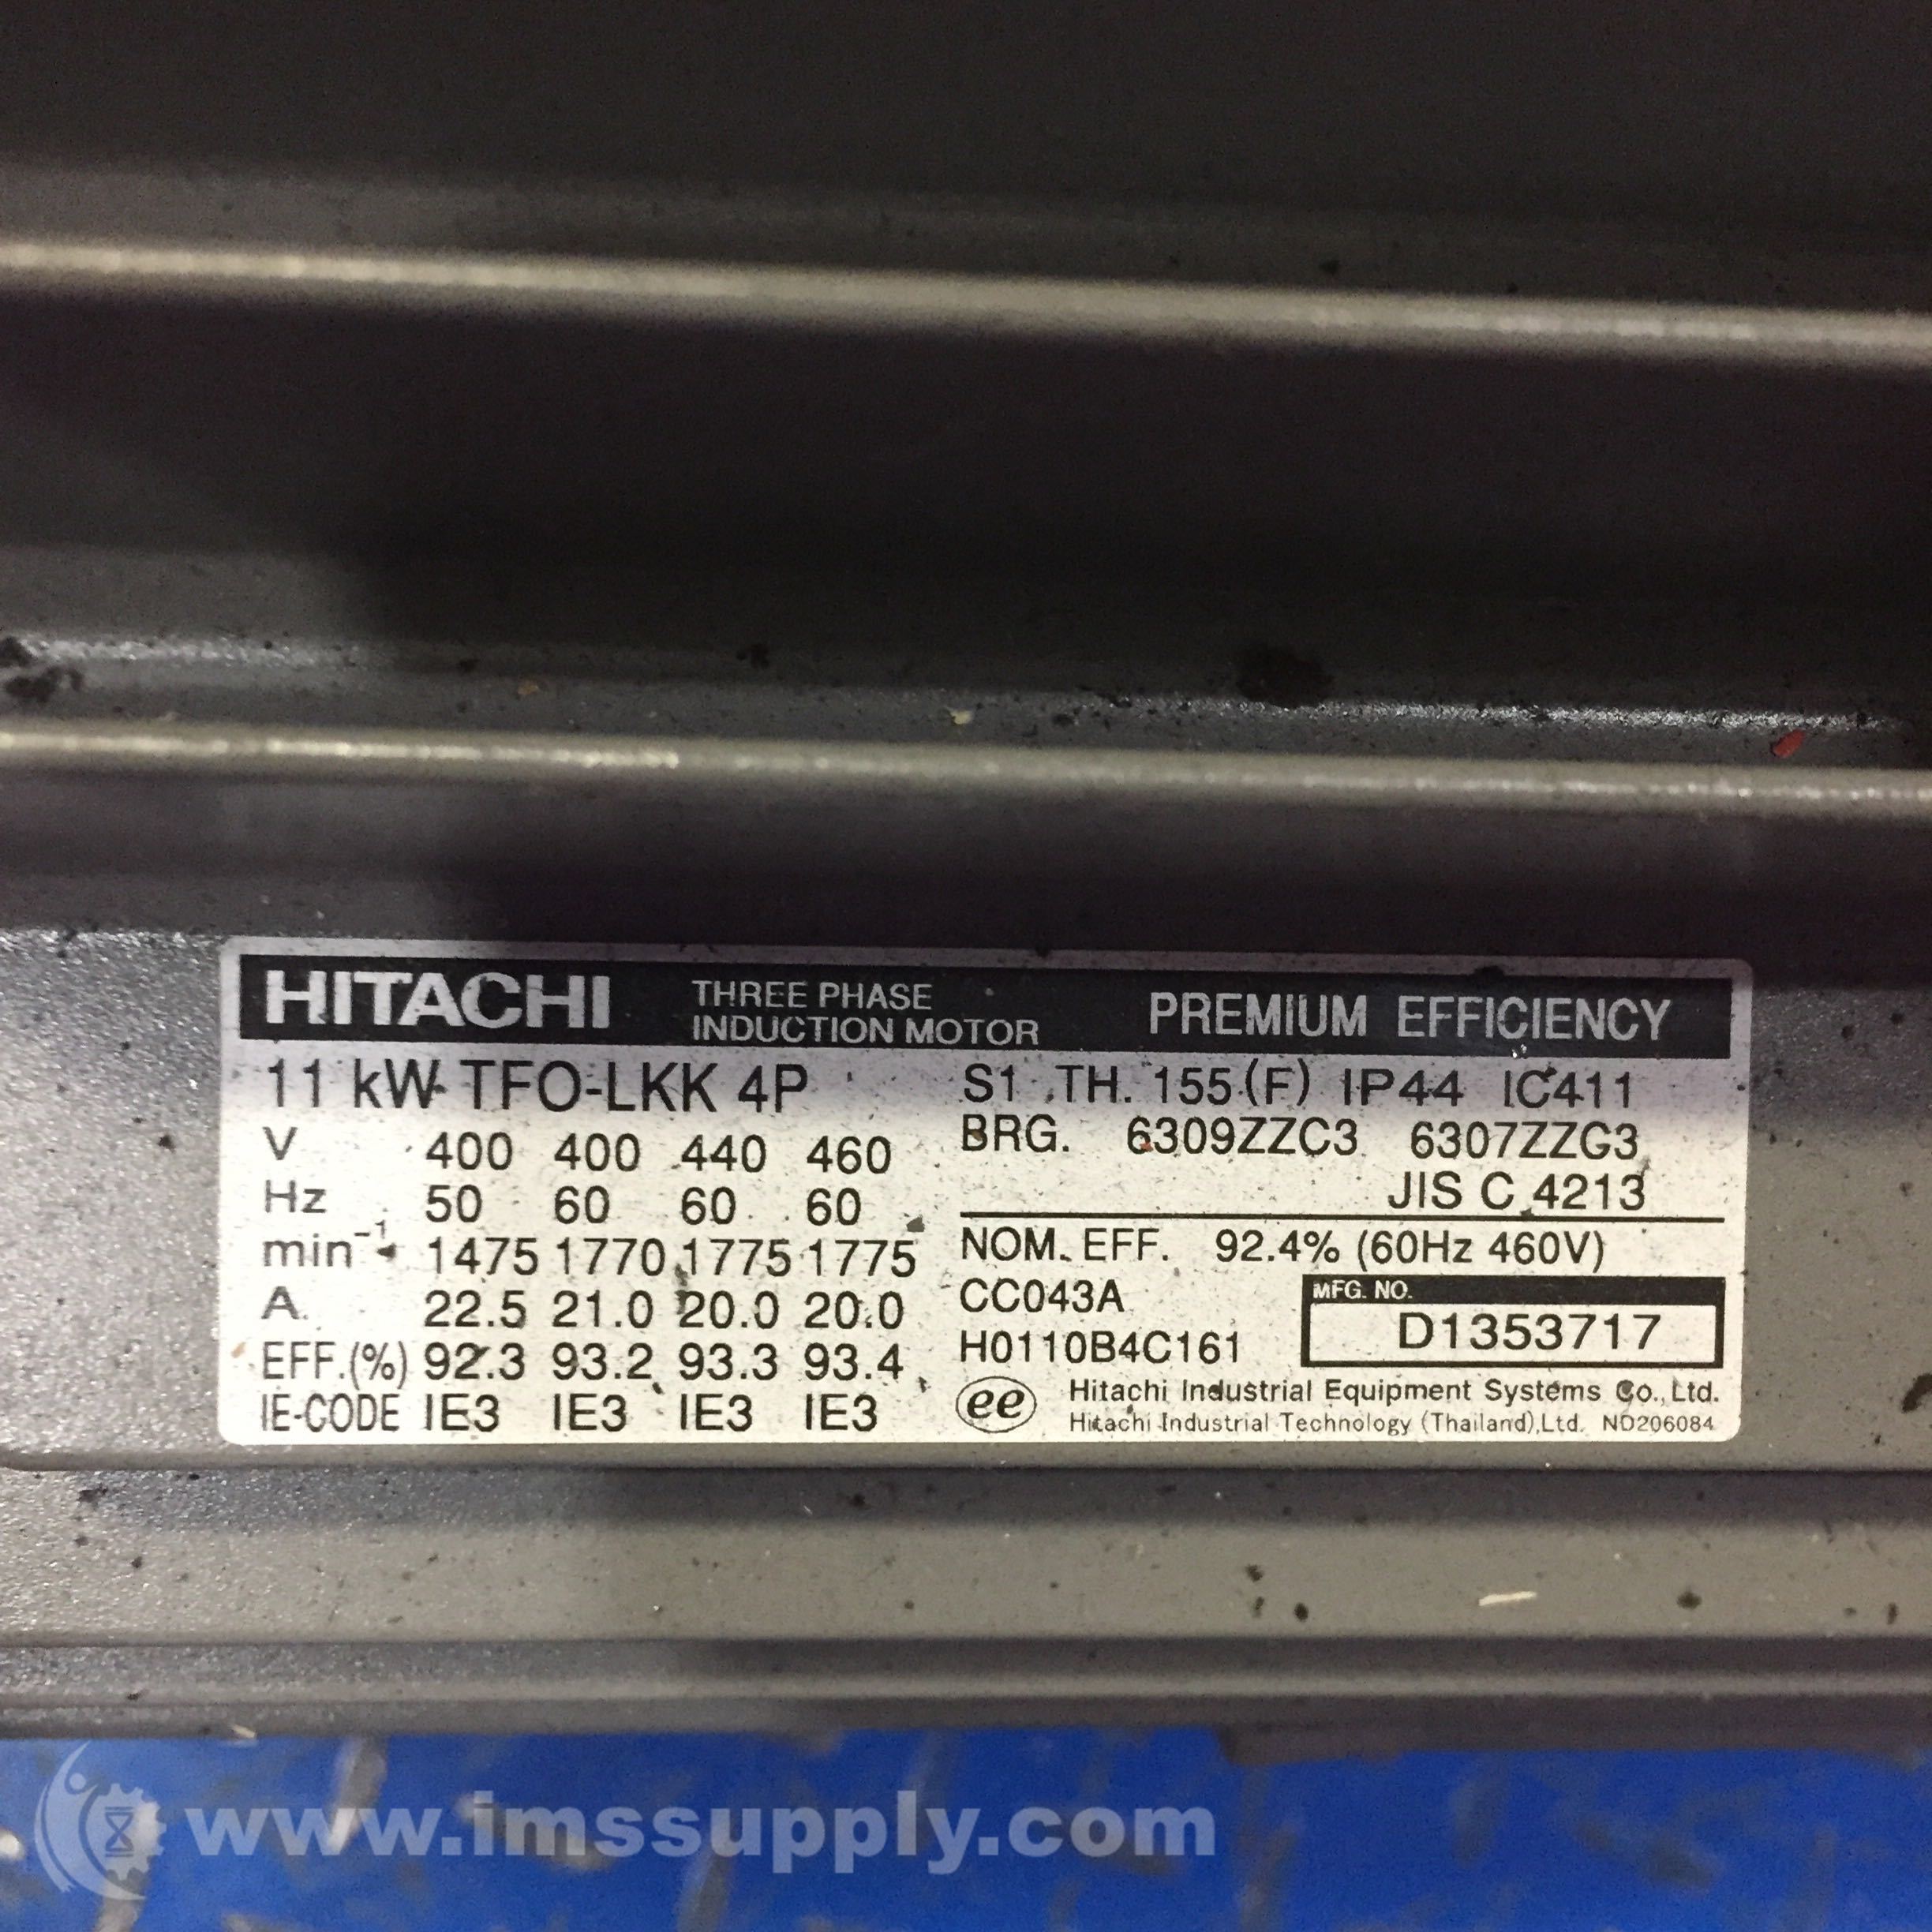 HITACHI THREE PHASE INDUCTION MOTOR PREMIUM EFFICIENCY
11 kW TFO-LKK 4P
V 400 400 440 460
Hz 50 60 60 60
min⁻¹ 1475 1770 1775 1775
A. 22.5 21.0 20.0 20.0
EFF.(%) 92.3 93.2 93.3 93.4
IE-CODE IE3 IE3 IE3 IE3
S1 TH. 155(F) IP44 IC411
BRG. 6309ZZC3 6307ZZC3
JIS C 4213
NOM. EFF. 92.4% (60Hz 460V)
CC043A
H0110B4C161
MFG. NO.
D1353717
ee
Hitachi Industrial Equipment Systems Co.,Ltd.
Hitachi Industrial Technology (Thailand),Ltd. ND206084
www.imssupply.com